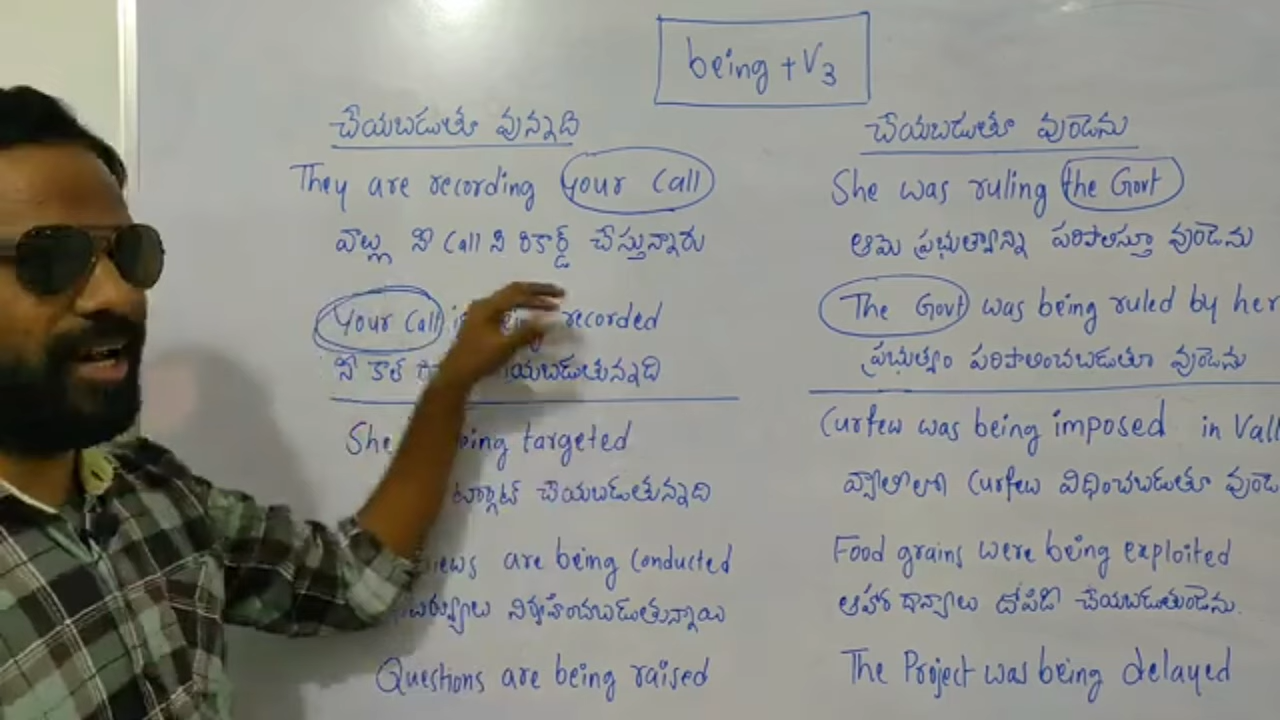 being + V3
చేయబడుతూ వున్నది
They are recording your call
వాల్లు నీ call ని రికార్డ్ చేస్తున్నారు
Your call recorded
నీ కాల్
She targeted
టార్గెట్ చేయబడుతున్నది
are being conducted
నిర్వహించబడుతున్నాయి
Questions are being raised
చేయబడుతూ వుండెను
She was ruling the Govt
ఆమె ప్రభుత్వాన్ని పరిపాలిస్తూ వుండెను
The Govt was being ruled by her
ప్రభుత్వం పరిపాలించబడుతూ వుండెను
Curfew was being imposed in
Curfew విధించబడుతూ
Food grains were being exploited
ఆహార దాన్యాలు దోపిడి చేయబడుతుండెను.
The Project was being delayed